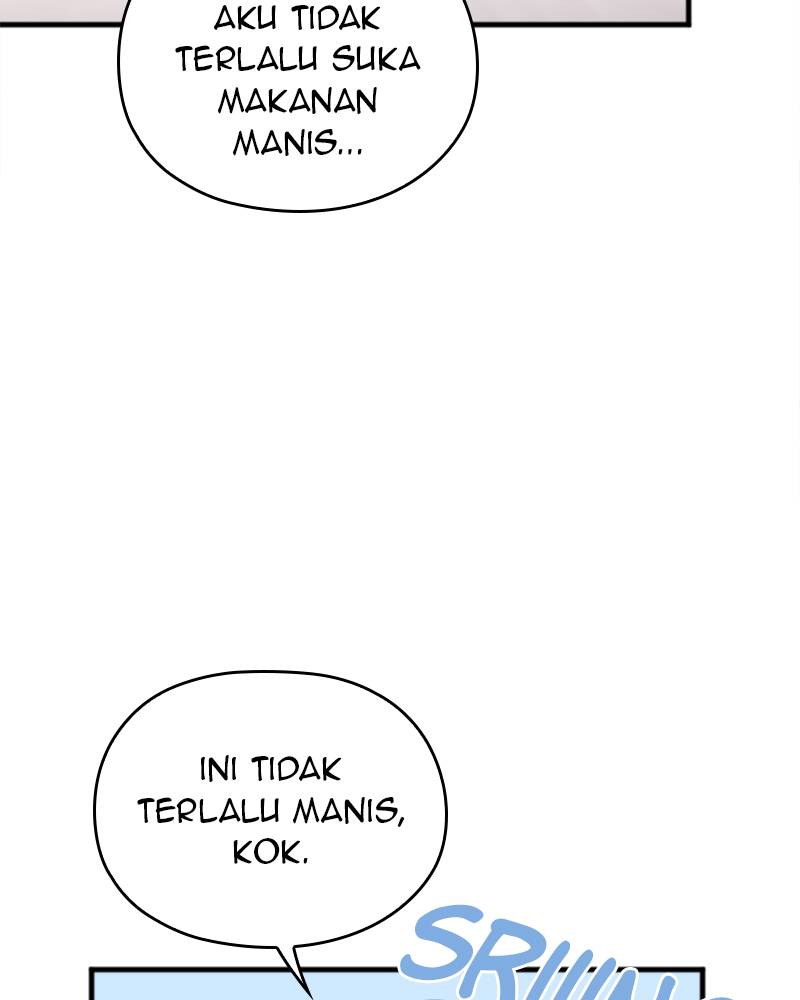 AKU TIDAK
TERLALU SUKA
MAKANAN
MANIS...
INI TIDAK
TERLALU MANIS,
KOK.